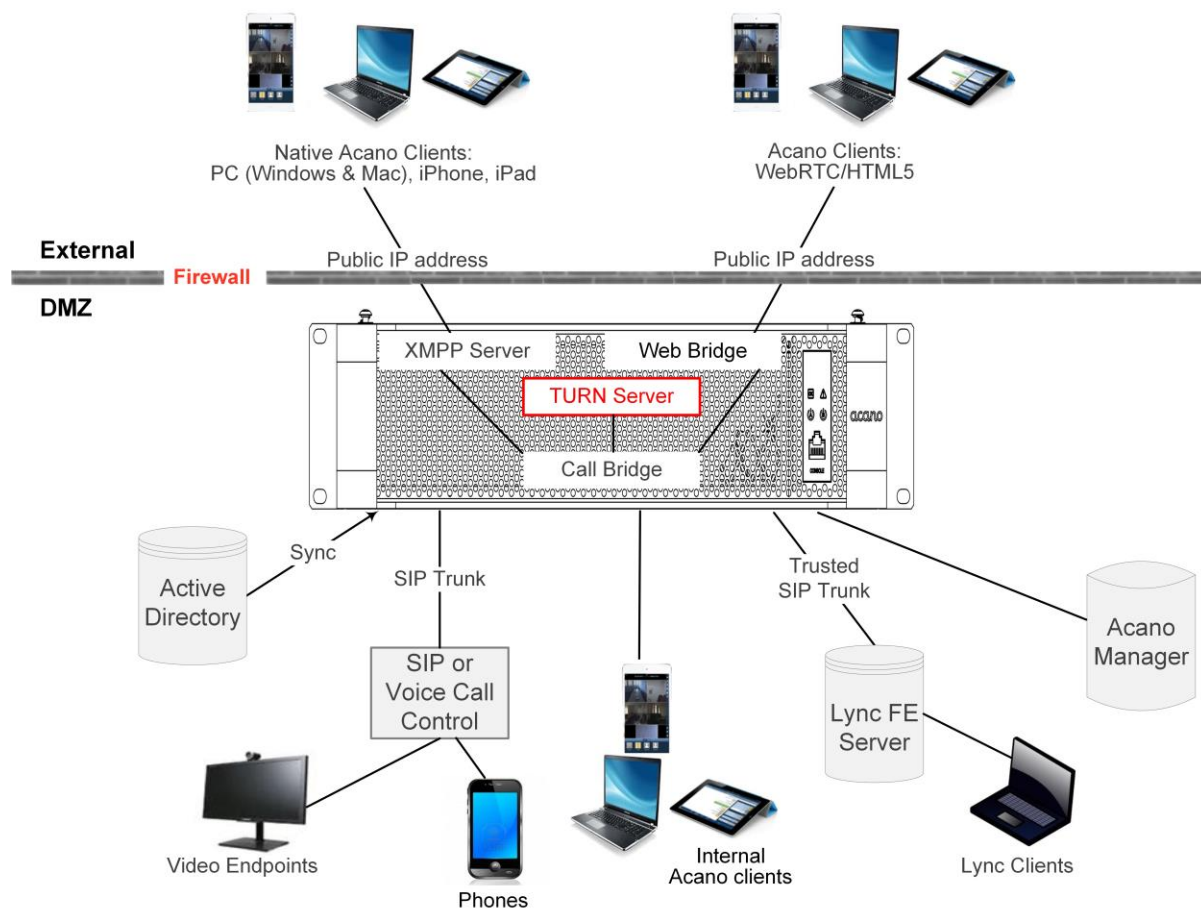 Native Acano Clients:
PC (Windows & Mac), iPhone, iPad
Acano Clients:
WebRTC/HTML5
External
Public IP address
Public IP address
Firewall
DMZ
XMPP Server
Web Bridge
TURN Server
acano
Call Bridge
CONSOLE
Sync
Active
Directory
SIP Trunk
Trusted
SIP Trunk
Acano
Manager
SIP or
Voice Call
Control
Lync FE
Server
Video Endpoints
Phones
Internal
Acano clients
Lync Clients